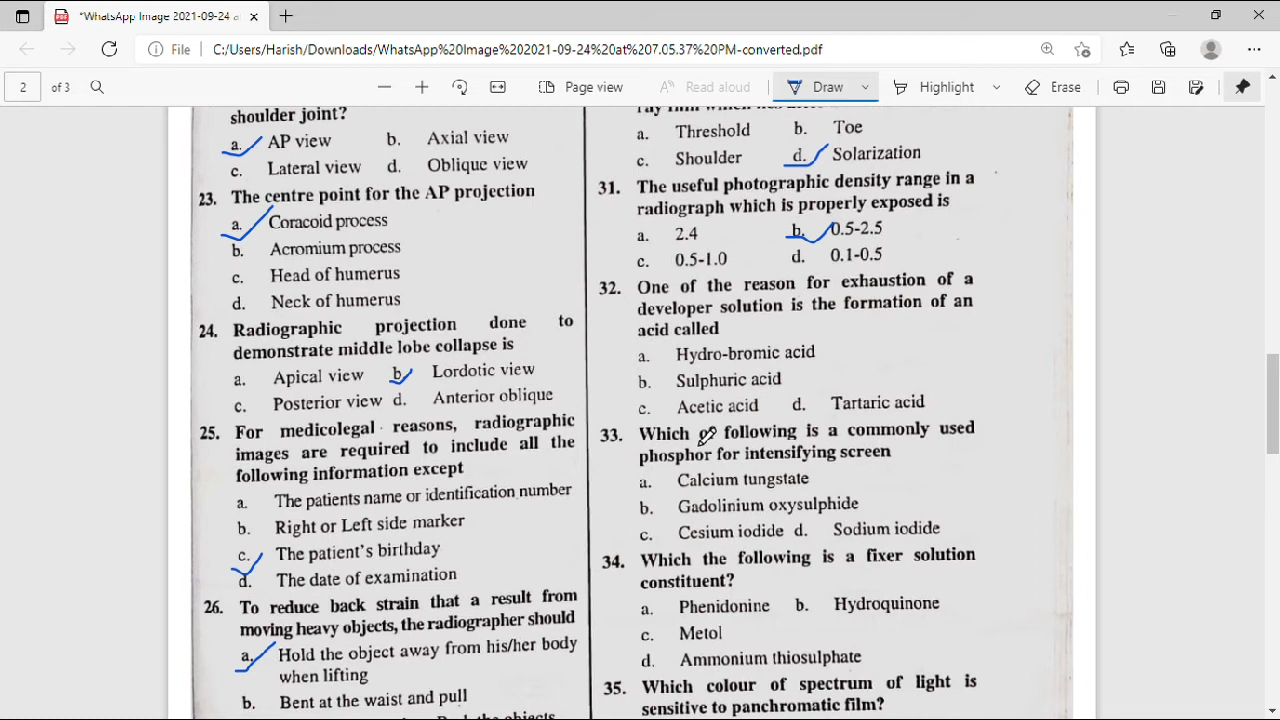 *WhatsApp Image 2021-09-24 at
File
C:/Users/Harish/Downloads/WhatsApp%20Image%202021-09-24%20at%207.05.37%20PM-converted.pdf
2 of 3
Page view
Read aloud
Draw
Highlight
Erase
shoulder joint?
a. AP view b. Axial view
c. Lateral view d. Oblique view
23. The centre point for the AP projection
a. Coracoid process
b. Acromium process
c. Head of humerus
d. Neck of humerus
24. Radiographic projection done to
demonstrate middle lobe collapse is
a. Apical view b. Lordotic view
c. Posterior view d. Anterior oblique
25. For medicolegal reasons, radiographic
images are required to include all the
following information except
a. The patients name or identification number
b. Right or Left side marker
c. The patient's birthday
d. The date of examination
26. To reduce back strain that a result from
moving heavy objects, the radiographer should
a. Hold the object away from his/her body
when lifting
b. Bent at the waist and pull
a. Threshold b. Toe
c. Shoulder d. Solarization
31. The useful photographic density range in a
radiograph which is properly exposed is
a. 2.4 b. 0.5-2.5
c. 0.5-1.0 d. 0.1-0.5
32. One of the reason for exhaustion of a
developer solution is the formation of an
acid called
a. Hydro-bromic acid
b. Sulphuric acid
c. Acetic acid d. Tartaric acid
33. Which of following is a commonly used
phosphor for intensifying screen
a. Calcium tungstate
b. Gadolinium oxysulphide
c. Cesium iodide d. Sodium iodide
34. Which the following is a fixer solution
constituent?
a. Phenidonine b. Hydroquinone
c. Metol
d. Ammonium thiosulphate
35. Which colour of spectrum of light is
sensitive to panchromatic film?